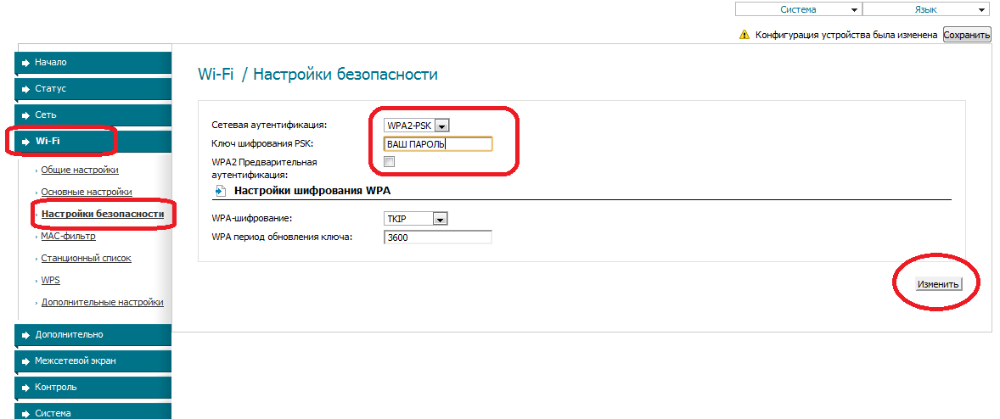 Система
Язык
Конфигурация устройства была изменена
Сохранить
Начало
Статус
Сеть
Wi-Fi
Общие настройки
Основные настройки
Настройки безопасности
MAC-фильтр
Станционный список
WPS
Дополнительные настройки
Дополнительно
Межсетевой экран
Контроль
Система
Wi-Fi / Настройки безопасности
Сетевая аутентификация:
WPA2-PSK
Ключ шифрования PSK:
ВАШ ПАРОЛЬ
WPA2 Предварительная
аутентификация:
Настройки шифрования WPA
WPA-шифрование:
TKIP
WPA период обновления ключа:
3600
Изменить